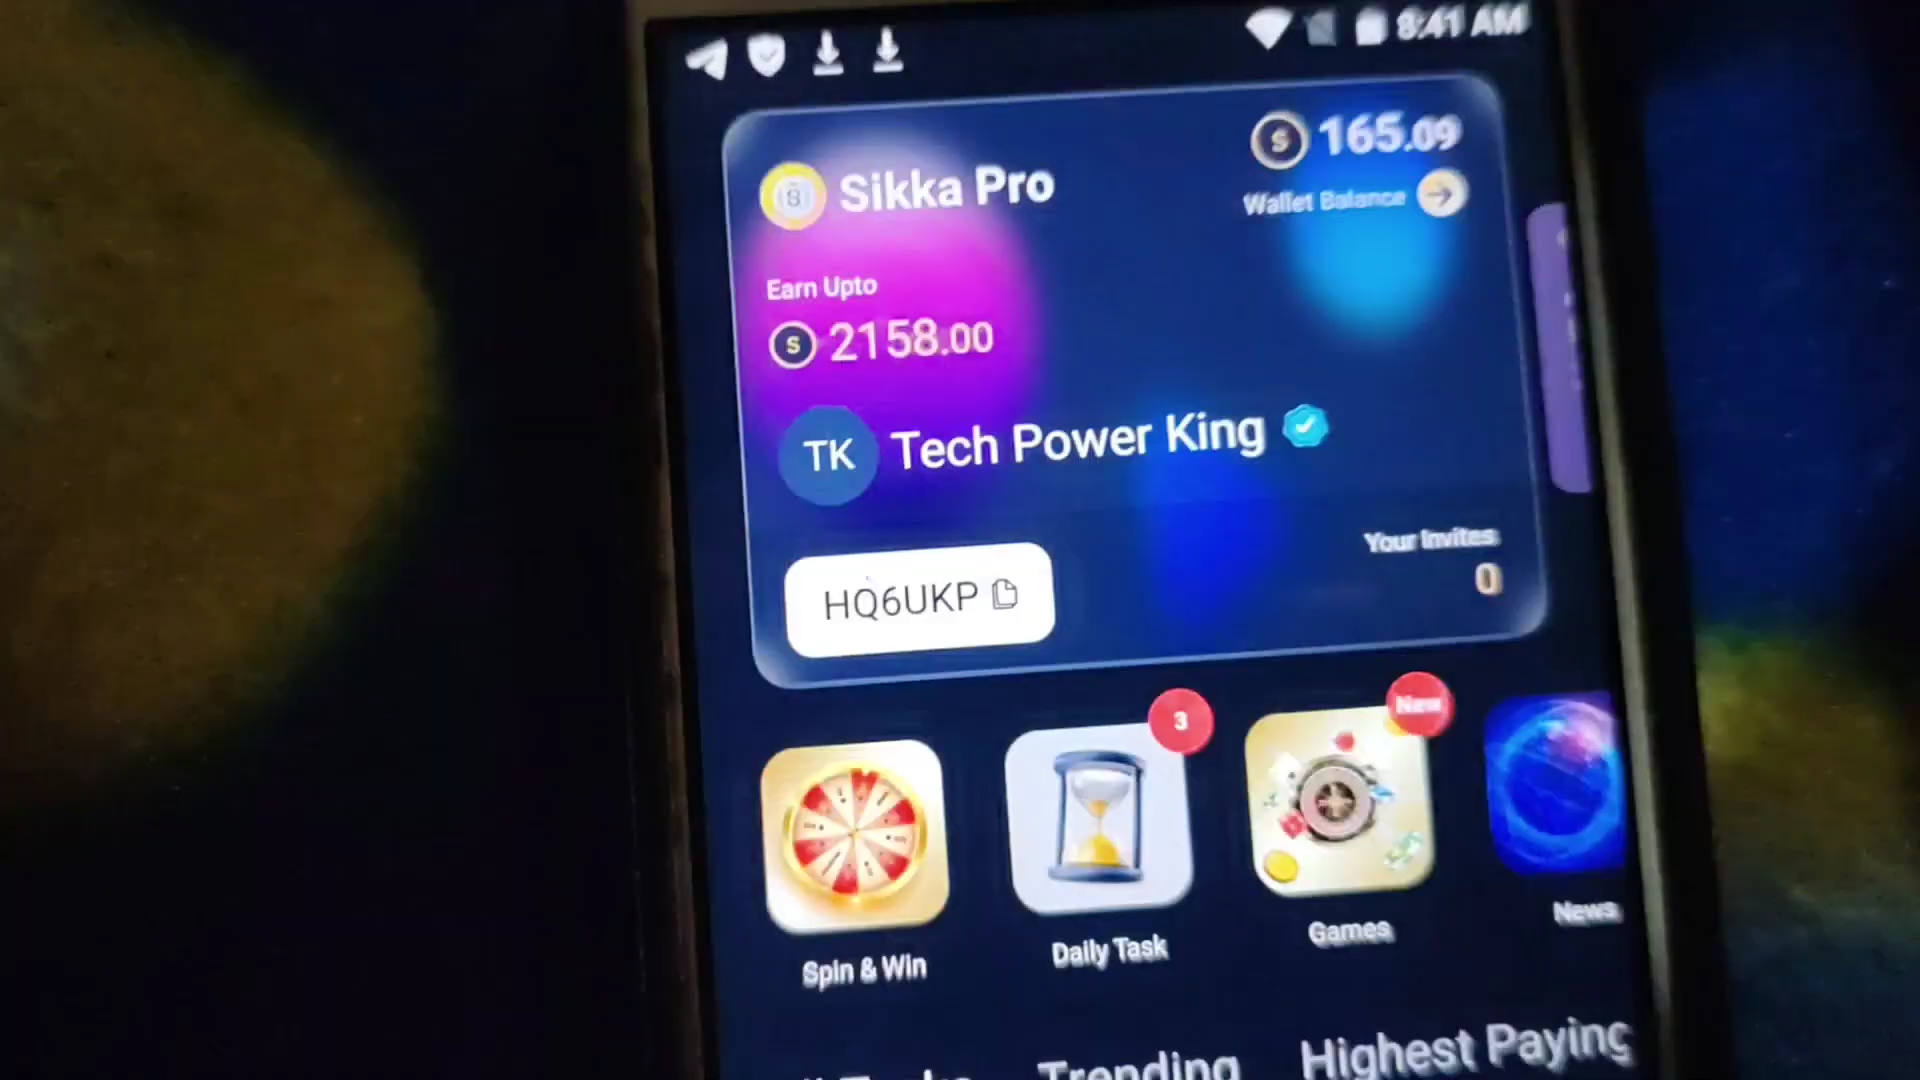 8:41 AM
Sikka Pro
165.09
Wallet Balance
Earn Upto
2158.00
TK
Tech Power King
HQ6UKP
Your Invites
0
3
New
Spin & Win
Daily Task
Games
News
Trending
Highest Paying